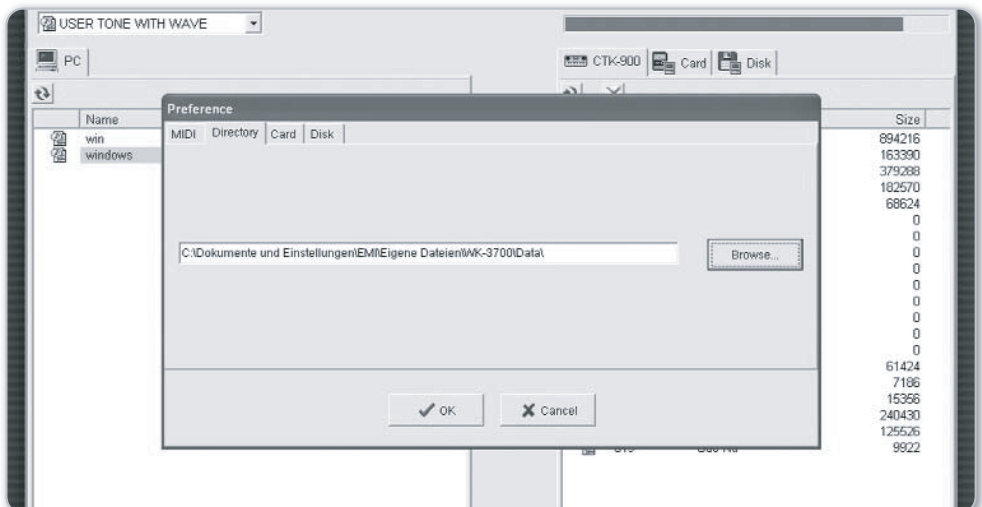 USER TONE WITH WAVE
PC
CTK-900 Card Disk
Name
Size
win
windows
Preference
MIDI Directory Card Disk
C:\Dokumente und Einstellungen\EMI\Eigene Dateien\WK-3700\Data\
Browse...
OK Cancel
894216
163390
379288
182570
68624
0
0
0
0
0
0
0
0
0
61424
7186
15356
240430
125526
9922